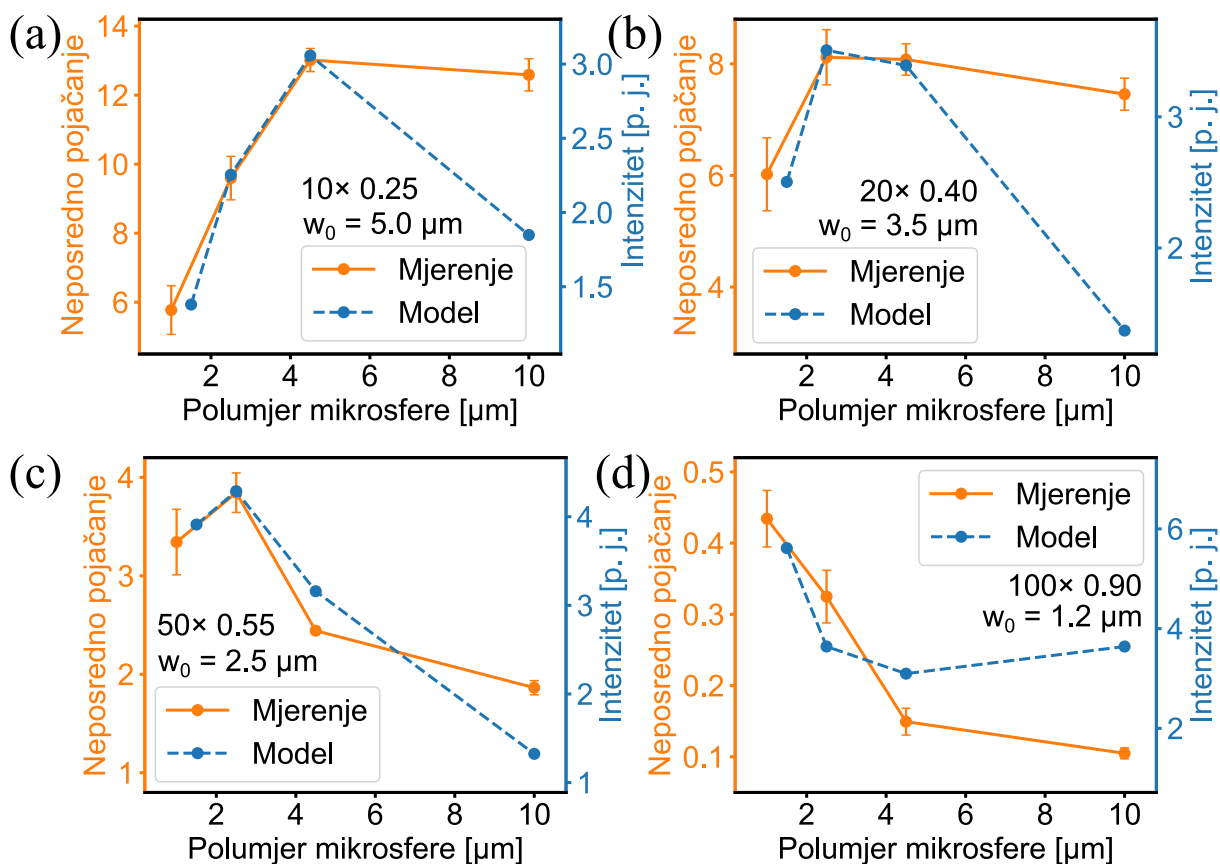 (a)
Neposredno pojačanje
14
12
10
8
6
10× 0.25
w₀ = 5.0 µm
Mjerenje
Model
3.0
2.5
2.0
1.5
Intenzitet [p. j.]
2 4 6 8 10
Polumjer mikrosfere [µm]
(b)
Neposredno pojačanje
8
6
4
20× 0.40
w₀ = 3.5 µm
Mjerenje
Model
3
2
Intenzitet [p. j.]
2 4 6 8 10
Polumjer mikrosfere [µm]
(c)
Neposredno pojačanje
4
3
2
1
50× 0.55
w₀ = 2.5 µm
Mjerenje
Model
4
3
2
1
Intenzitet [p. j.]
2 4 6 8 10
Polumjer mikrosfere [µm]
(d)
Neposredno pojačanje
0.5
0.4
0.3
0.2
0.1
Mjerenje
Model
100× 0.90
w₀ = 1.2 µm
6
4
2
Intenzitet [p. j.]
2 4 6 8 10
Polumjer mikrosfere [µm]